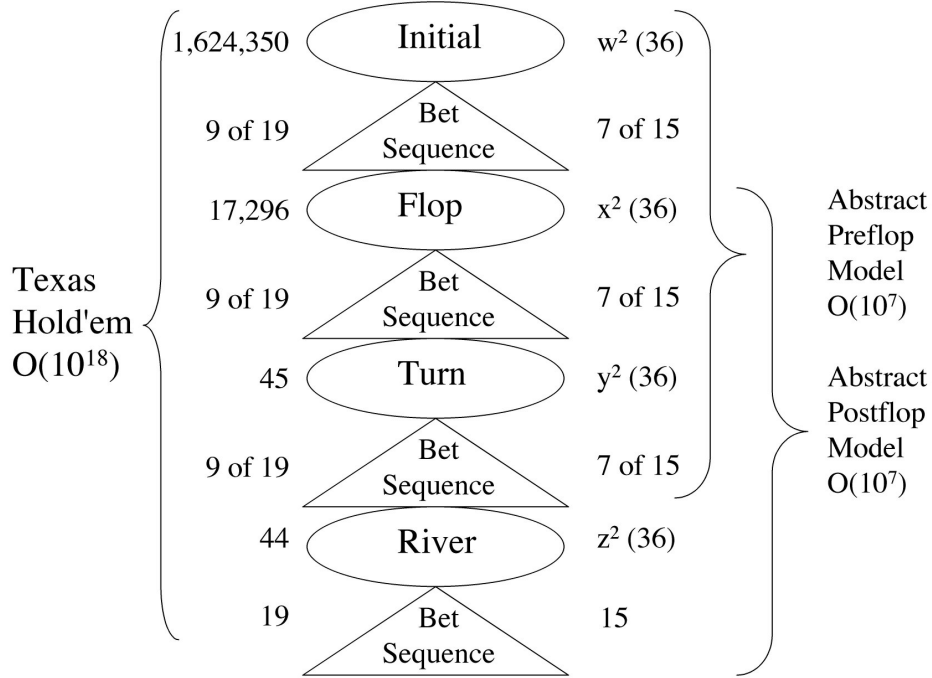 1,624,350
Initial
w² (36)
9 of 19
Bet
Sequence
7 of 15
17,296
Flop
x² (36)
9 of 19
Bet
Sequence
7 of 15
45
Turn
y² (36)
9 of 19
Bet
Sequence
7 of 15
44
River
z² (36)
19
Bet
Sequence
15
Texas
Hold'em
O(10¹⁸)
Abstract
Preflop
Model
O(10⁷)
Abstract
Postflop
Model
O(10⁷)